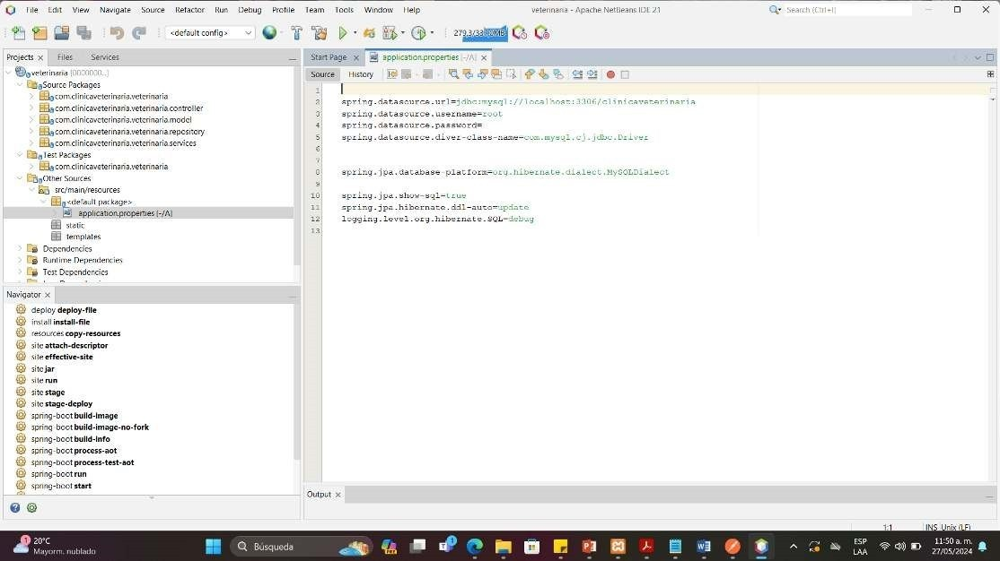 File Edit View Navigate Source Refactor Run Debug Profile Team Tools Window Help
veterinaria - Apache NetBeans IDE 21
Search (Ctrl+I)
<default config>
Projects Files Services
veterinaria
Source Packages
com.clinicaveterinaria.veterinaria
com.clinicaveterinaria.veterinaria.controller
com.clinicaveterinaria.veterinaria.model
com.clinicaveterinaria.veterinaria.repository
com.clinicaveterinaria.veterinaria.services
Test Packages
com.clinicaveterinaria.veterinaria
Other Sources
src/main/resources
<default package>
application.properties [-/A]
static
templates
Dependencies
Runtime Dependencies
Test Dependencies
Navigator
deploy deploy-file
install install-file
resources copy-resources
site attach-descriptor
site effective-site
site jar
site run
site stage
site stage-deploy
spring-boot build-image
spring-boot build-image-no-fork
spring-boot build-info
spring-boot process-aot
spring-boot process-test-aot
spring-boot run
spring-boot start
Start Page application.properties [-/A]
Source History
1
2 spring.datasource.url=jdbc:mysql://localhost:3306/clinicaveterinaria
3 spring.datasource.username=root
4 spring.datasource.password=
5 spring.datasource.diver-class-name=com.mysql.cj.jdbc.Driver
6
7
8 spring.jpa.database-platform=org.hibernate.dialect.MySQLDialect
9
10 spring.jpa.show-sql=true
11 spring.jpa.hibernate.ddl-auto=update
12 logging.level.org.hibernate.SQL=debug
13
Output
1:1 INS Unix (LF)
1
20°C
Mayorm. nublado
Búsqueda
ESP
LAA
11:50 a. m.
27/05/2024